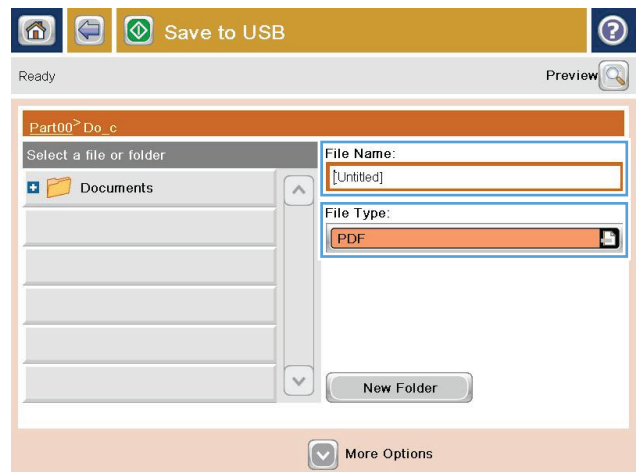 Save to USB
?
Ready
Preview
Part00>Do_c
Select a file or folder
Documents
File Name:
[Untitled]
File Type:
PDF
New Folder
More Options